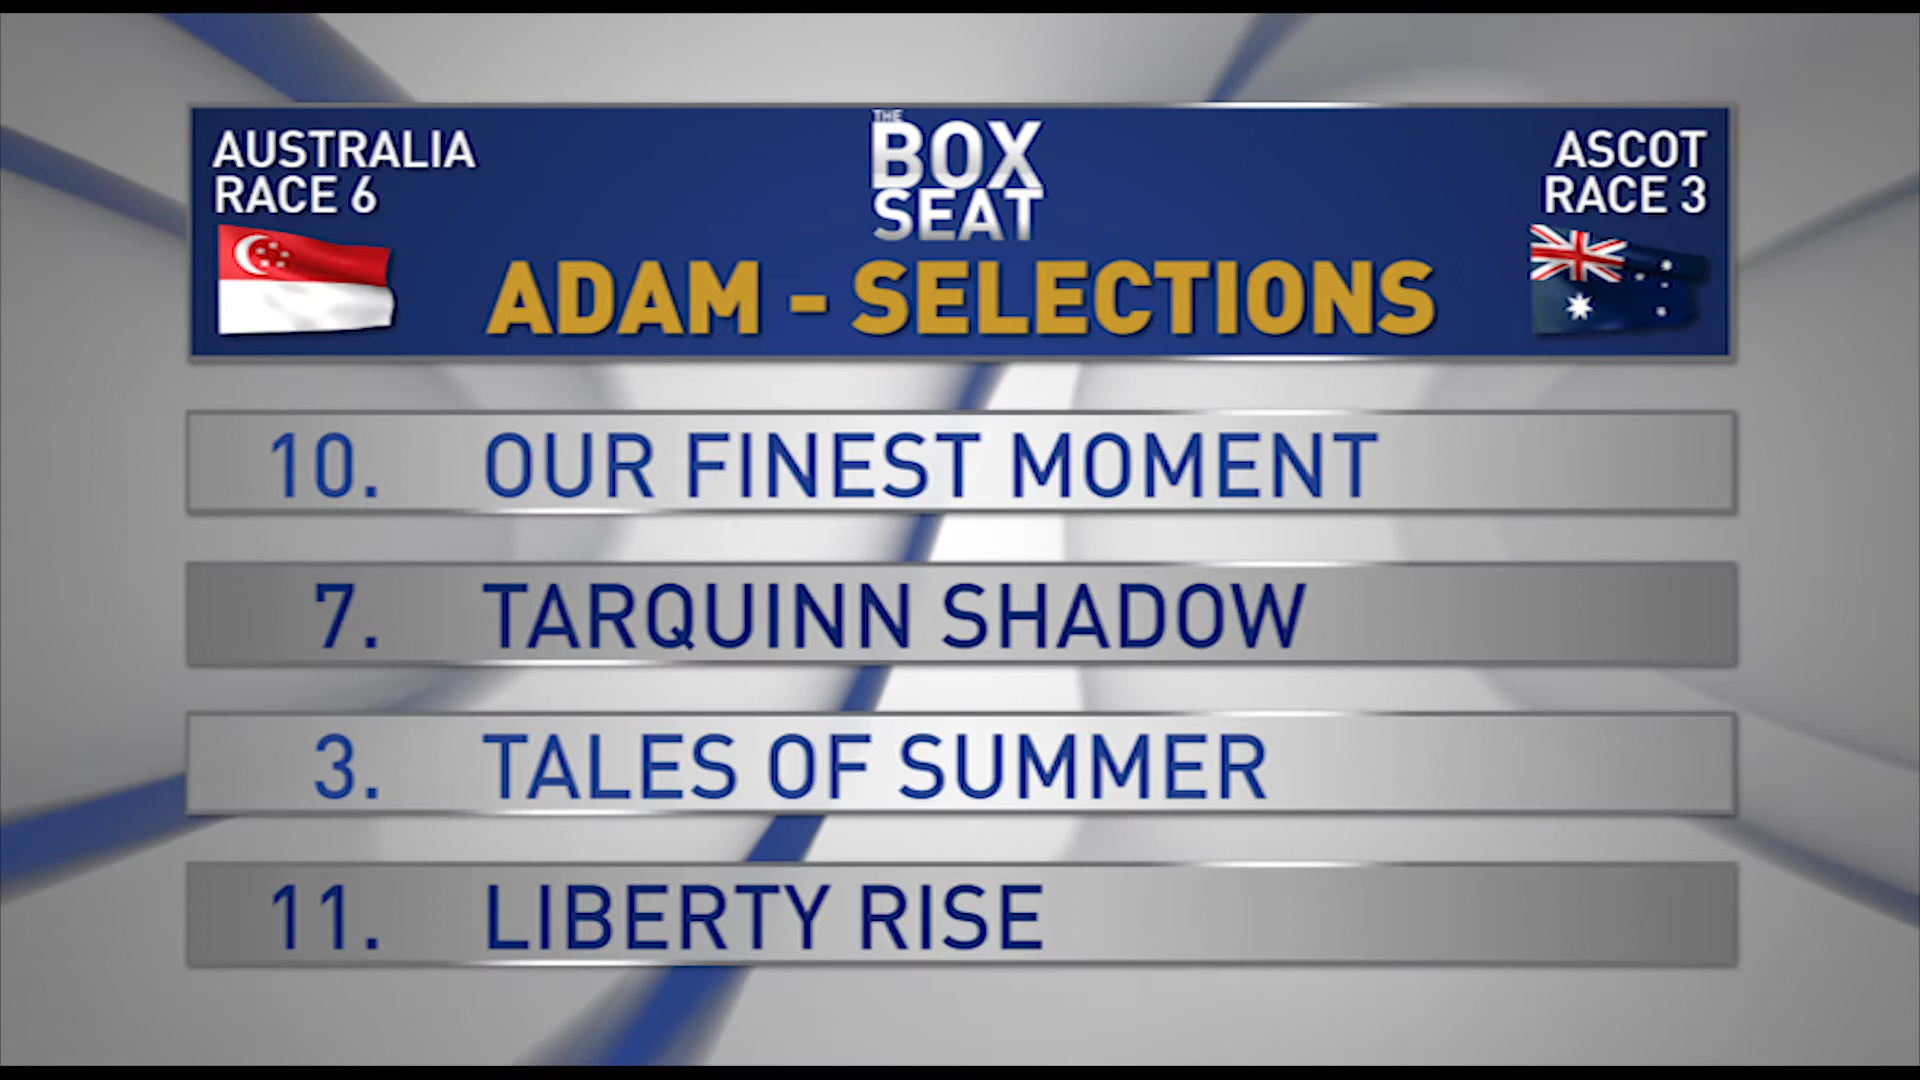 AUSTRALIA
RACE 6
THE
BOX
SEAT
ASCOT
RACE 3
ADAM - SELECTIONS
10. OUR FINEST MOMENT
7. TARQUINN SHADOW
3. TALES OF SUMMER
11. LIBERTY RISE